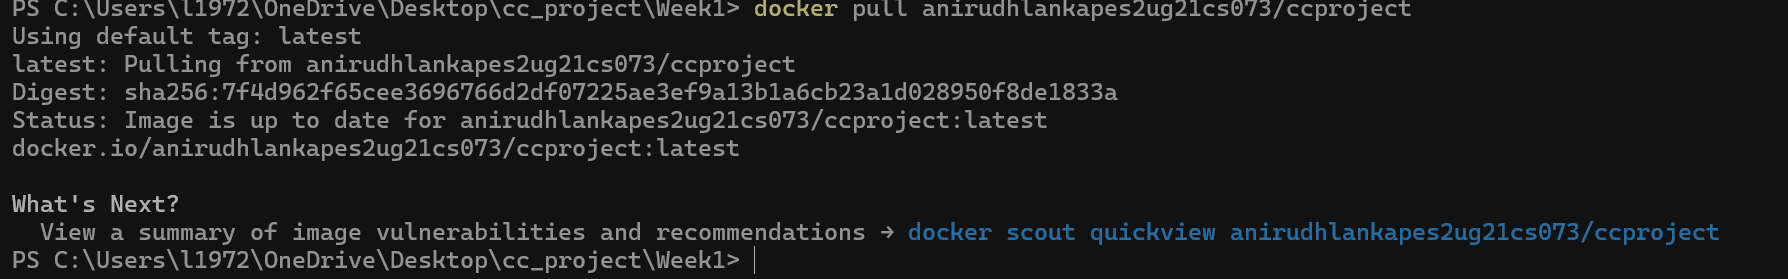 PS C:\Users\l1972\OneDrive\Desktop\cc_project\Week1> docker pull anirudhlankapes2ug21cs073/ccproject
Using default tag: latest
latest: Pulling from anirudhlankapes2ug21cs073/ccproject
Digest: sha256:7f4d962f65cee3696766d2df07225ae3ef9a13b1a6cb23a1d028950f8de1833a
Status: Image is up to date for anirudhlankapes2ug21cs073/ccproject:latest
docker.io/anirudhlankapes2ug21cs073/ccproject:latest
What's Next?
View a summary of image vulnerabilities and recommendations → docker scout quickview anirudhlankapes2ug21cs073/ccproject
PS C:\Users\l1972\OneDrive\Desktop\cc_project\Week1>